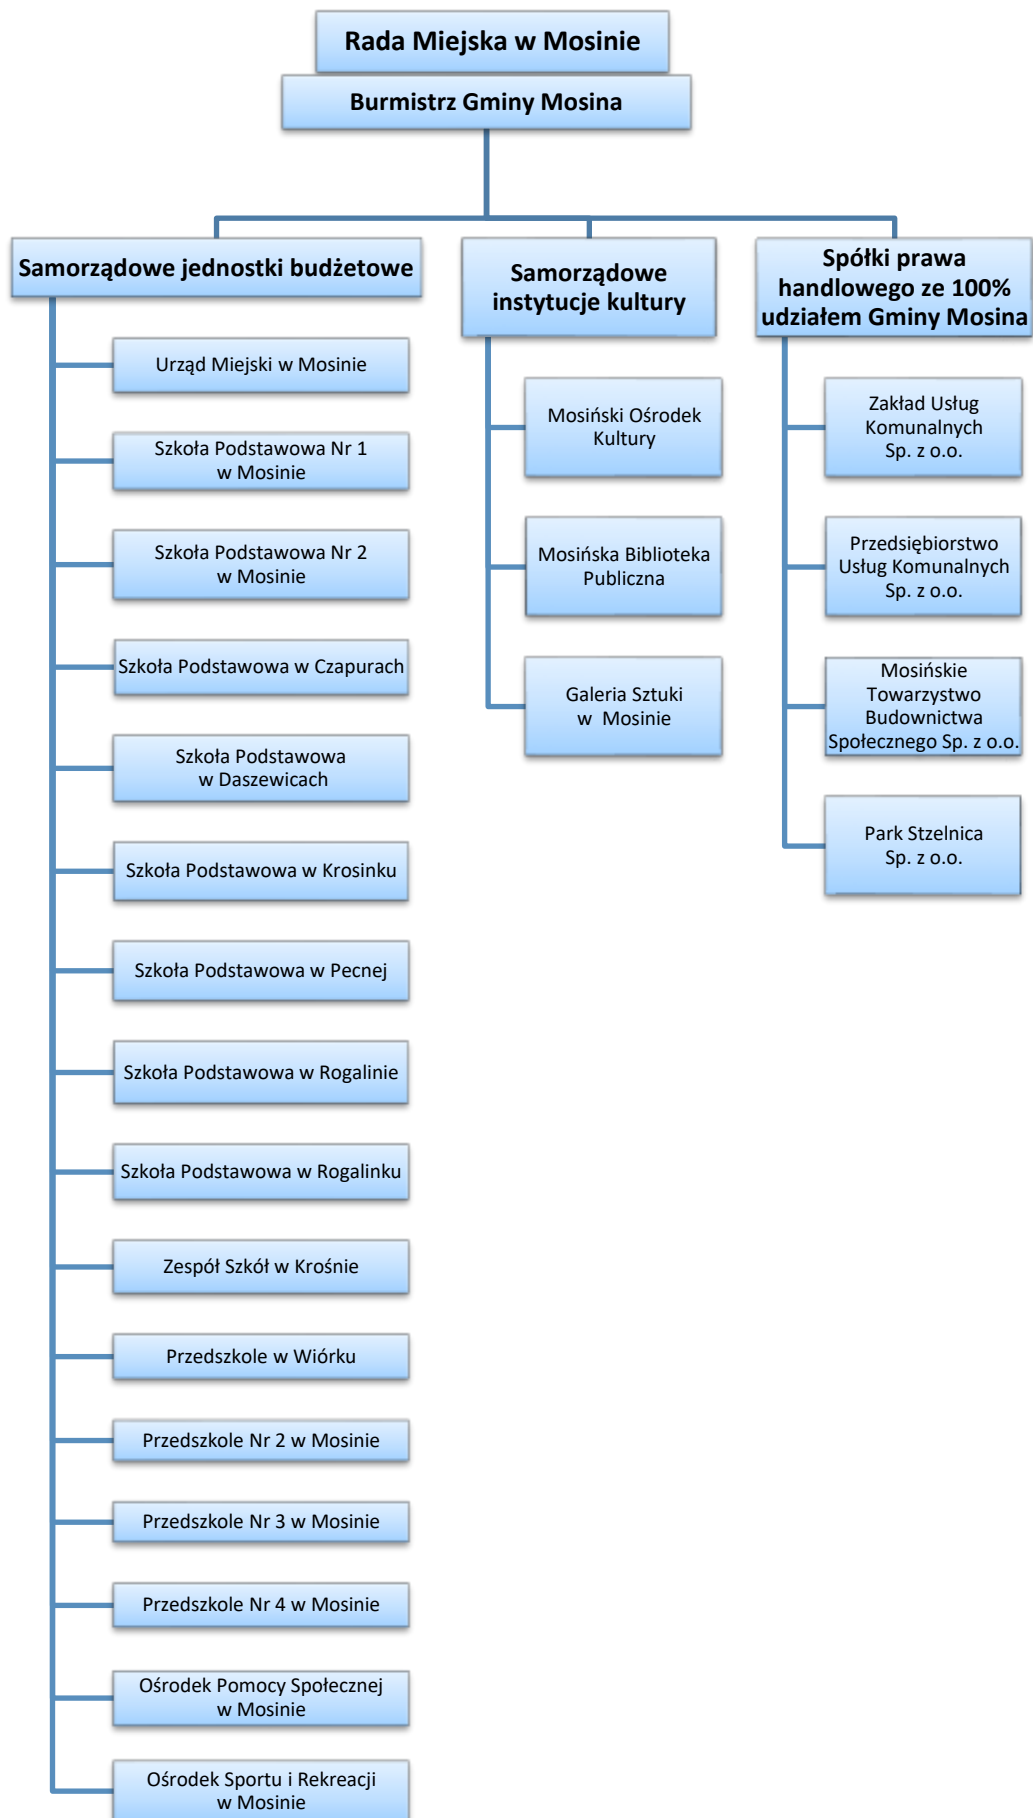 Rada Miejska w Mosinie
Burmistrz Gminy Mosina
Samorządowe jednostki budżetowe
Urząd Miejski w Mosinie
Szkoła Podstawowa Nr 1
w Mosinie
Szkoła Podstawowa Nr 2
w Mosinie
Szkoła Podstawowa w Czapurach
Szkoła Podstawowa
w Daszewicach
Szkoła Podstawowa w Krosinku
Szkoła Podstawowa w Pecnej
Szkoła Podstawowa w Rogalinie
Szkoła Podstawowa w Rogalinku
Zespół Szkół w Krośnie
Przedszkole w Wiórku
Przedszkole Nr 2 w Mosinie
Przedszkole Nr 3 w Mosinie
Przedszkole Nr 4 w Mosinie
Ośrodek Pomocy Społecznej
w Mosinie
Ośrodek Sportu i Rekreacji
w Mosinie
Samorządowe
instytucje kultury
Mosiński Ośrodek
Kultury
Mosińska Biblioteka
Publiczna
Galeria Sztuki
w Mosinie
Spółki prawa
handlowego ze 100%
udziałem Gminy Mosina
Zakład Usług
Komunalnych
Sp. z o.o.
Przedsiębiorstwo
Usług Komunalnych
Sp. z o.o.
Mosińskie
Towarzystwo
Budownictwa
Społecznego Sp. z o.o.
Park Stzelnica
Sp. z o.o.